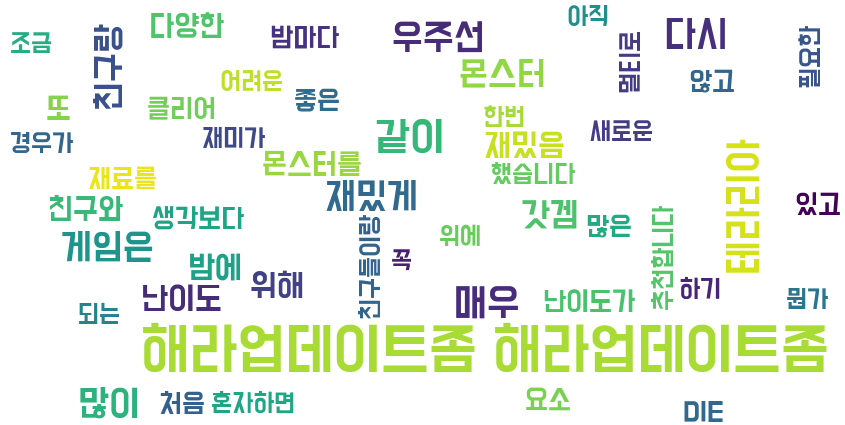 다양한
밤마다
우주선
아직
다시
조금
친구랑
멀티로
필요한
어려운
몬스터
않고
또
클리어
좋은
한번
새로운
경우가
재미가
같이
재밌음
몬스터를
재료를
했습니다
테라리아
친구와
생각보다
재밌게
갓겜
많은
있고
게임은
친구들이랑
위에
추천합니다
밤에
꼭
난이도
위해
매우
난이도가
하기
되는
뭔가
해라업데이트좀 해라업데이트좀
많이
처음
혼자하면
요소
DIE